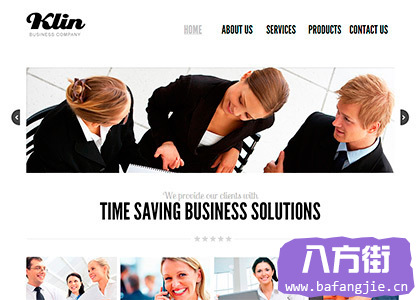 Klin
BUSINESS COMPANY
HOME ABOUT US SERVICES PRODUCTS CONTACT US
We provide our clients with
TIME SAVING BUSINESS SOLUTIONS
八方街
www.bafangjie.cn